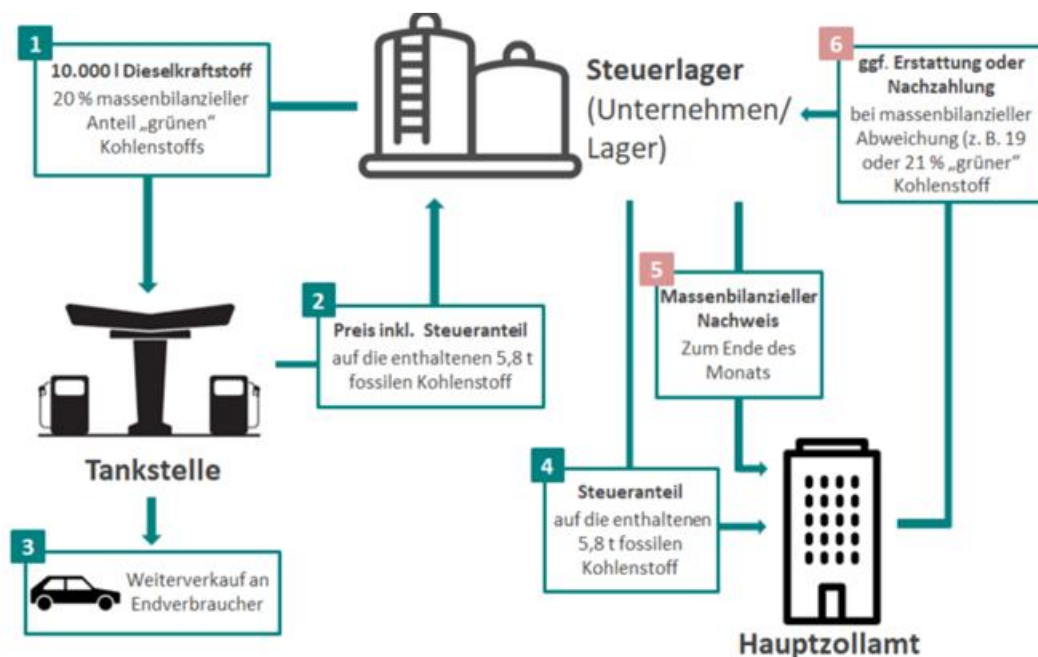 1
10.000 l Dieselkraftstoff
20 % massenbilanzieller
Anteil „grünen“
Kohlenstoffs
Steuerlager
(Unternehmen/
Lager)
6
ggf. Erstattung oder
Nachzahlung
bei massenbilanzieller
Abweichung (z. B. 19
oder 21 % „grüner“
Kohlenstoff
2
Preis inkl. Steueranteil
auf die enthaltenen 5,8 t
fossilen Kohlenstoff
5
Massenbilanzieller
Nachweis
Zum Ende des
Monats
Tankstelle
4
Steueranteil
auf die enthaltenen
5,8 t fossilen
Kohlenstoff
3
Weiterverkauf an
Endverbraucher
Hauptzollamt